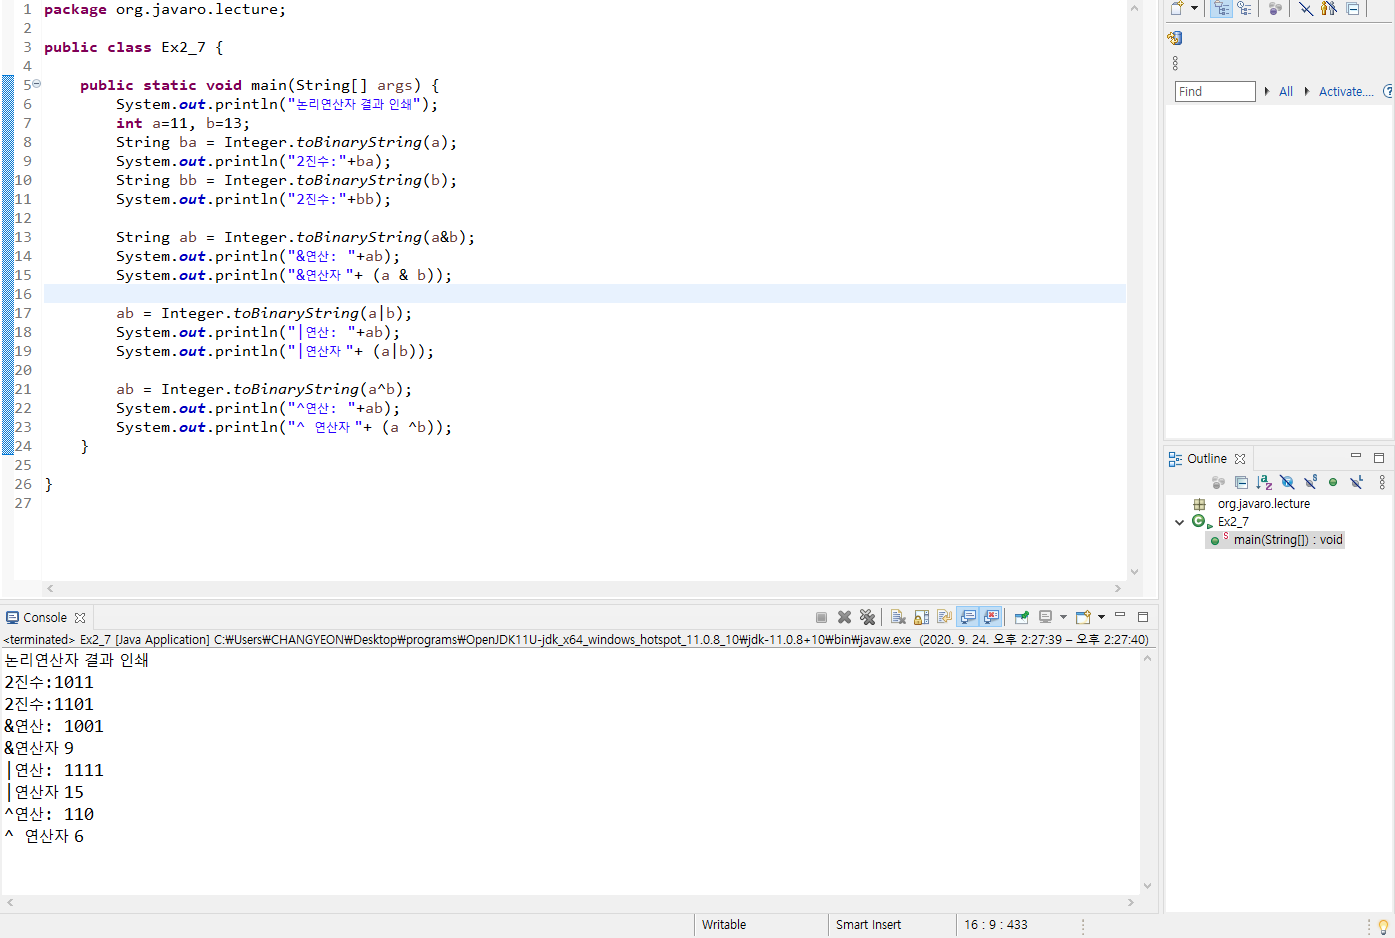 1 package org.javaro.lecture;
2
3 public class Ex2_7 {
4
5 public static void main(String[] args) {
6 System.out.println("논리연산자 결과 인쇄");
7 int a=11, b=13;
8 String ba = Integer.toBinaryString(a);
9 System.out.println("2진수:"+ba);
10 String bb = Integer.toBinaryString(b);
11 System.out.println("2진수:"+bb);
12
13 String ab = Integer.toBinaryString(a&b);
14 System.out.println("&연산: "+ab);
15 System.out.println("&연산자 "+ (a & b));
16
17 ab = Integer.toBinaryString(a|b);
18 System.out.println("|연산: "+ab);
19 System.out.println("|연산자 "+ (a|b));
20
21 ab = Integer.toBinaryString(a^b);
22 System.out.println("^연산: "+ab);
23 System.out.println("^ 연산자 "+ (a ^b));
24 }
25
26 }
27
Find All Activate....
Outline
org.javaro.lecture
Ex2_7
main(String[]) : void
Console
<terminated> Ex2_7 [Java Application] C:₩Users₩CHANGYEON₩Desktop₩programs₩OpenJDK11U-jdk_x64_windows_hotspot_11.0.8_10₩jdk-11.0.8+10₩bin₩javaw.exe (2020. 9. 24. 오후 2:27:39 – 오후 2:27:40)
논리연산자 결과 인쇄
2진수:1011
2진수:1101
&연산: 1001
&연산자 9
|연산: 1111
|연산자 15
^연산: 110
^ 연산자 6
Writable Smart Insert 16 : 9 : 433